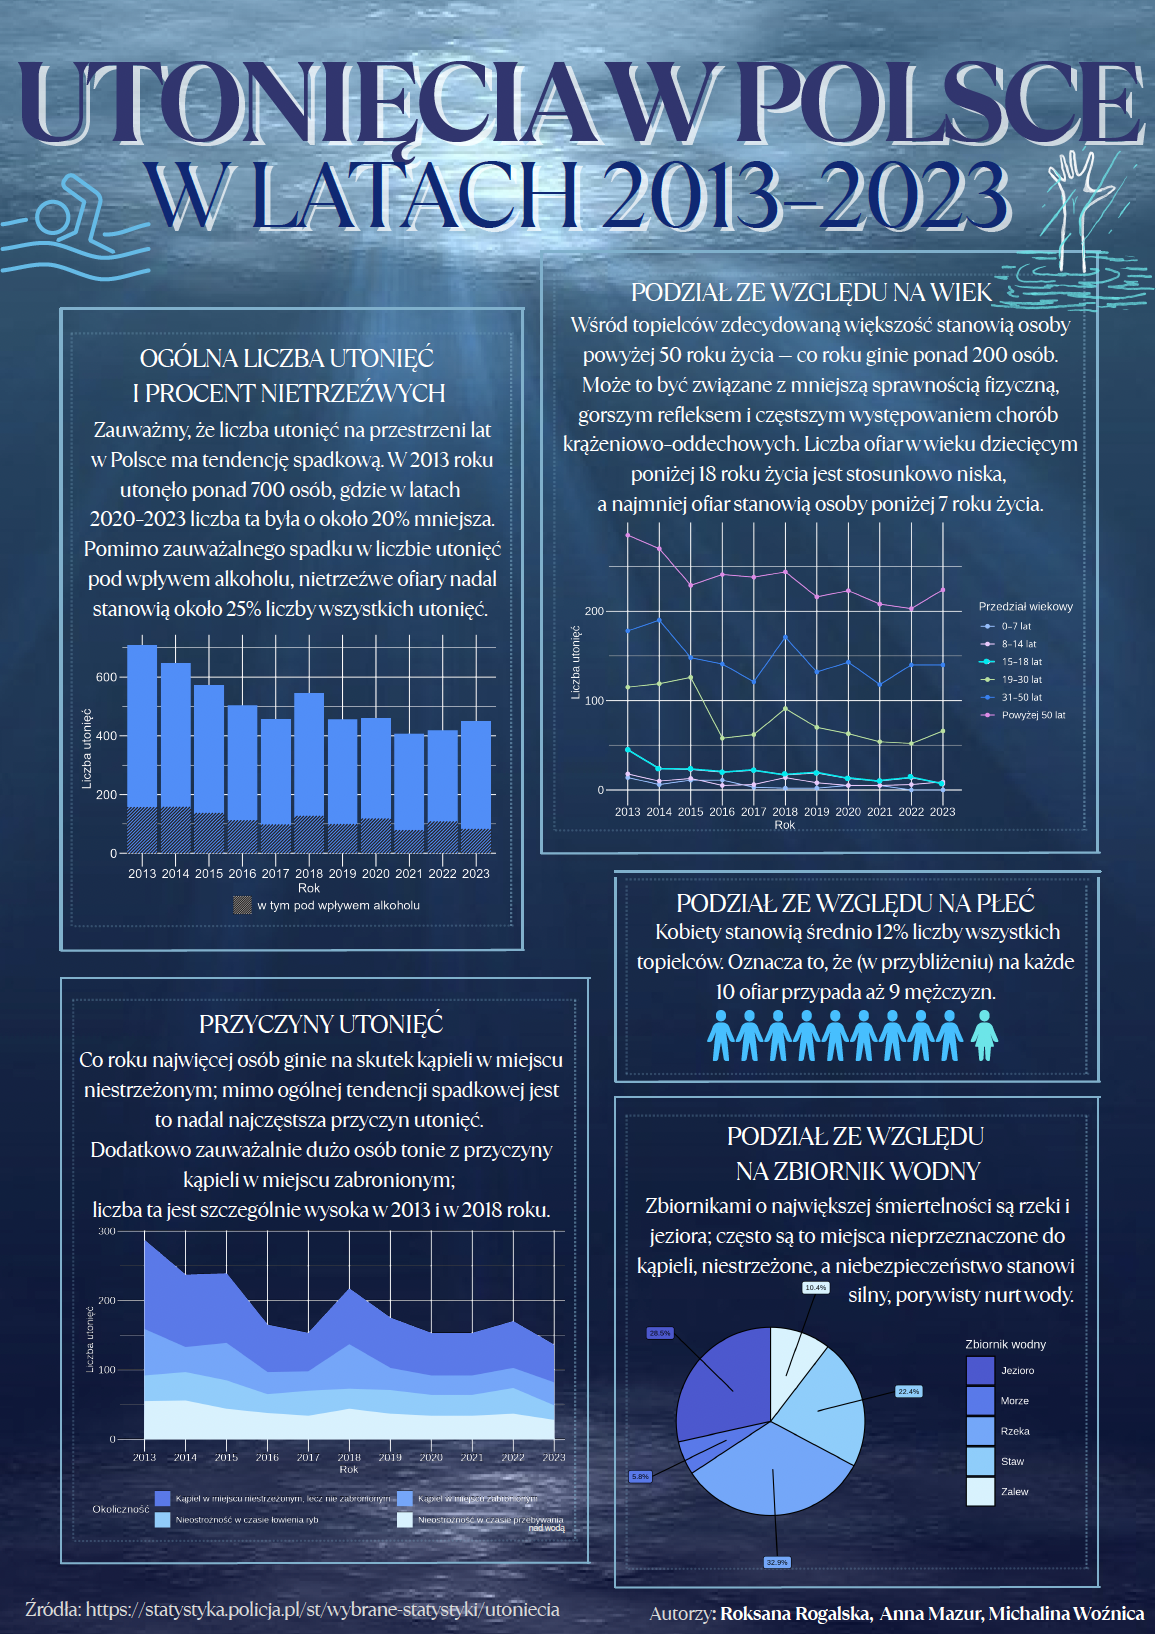 UTONIĘCIA W POLSCE
W LATACH 2013–2023
OGÓLNA LICZBA UTONIĘĆ
I PROCENT NIETRZEŹWYCH
Zauważmy, że liczba utonięć na przestrzeni lat
w Polsce ma tendencję spadkową. W 2013 roku
utonęło ponad 700 osób, gdzie w latach
2020–2023 liczba ta była o około 20% mniejsza.
Pomimo zauważalnego spadku w liczbie utonięć
pod wpływem alkoholu, nietrzeźwe ofiary nadal
stanowią około 25% liczby wszystkich utonięć.
Liczba utonięć
600
400
200
0
2013 2014 2015 2016 2017 2018 2019 2020 2021 2022 2023
Rok
w tym pod wpływem alkoholu
PODZIAŁ ZE WZGLĘDU NA WIEK
Wśród topielców zdecydowaną większość stanowią osoby
powyżej 50 roku życia – co roku ginie ponad 200 osób.
Może to być związane z mniejszą sprawnością fizyczną,
gorszym refleksem i częstszym występowaniem chorób
krążeniowo-oddechowych. Liczba ofiar w wieku dziecięcym
poniżej 18 roku życia jest stosunkowo niska,
a najmniej ofiar stanowią osoby poniżej 7 roku życia.
Liczba utonięć
200
100
0
2013 2014 2015 2016 2017 2018 2019 2020 2021 2022 2023
Rok
Przedział wiekowy
0–7 lat
8–14 lat
15–18 lat
19–30 lat
31–50 lat
Powyżej 50 lat
PODZIAŁ ZE WZGLĘDU NA PŁEĆ
Kobiety stanowią średnio 12% liczby wszystkich
topielców. Oznacza to, że (w przybliżeniu) na każde
10 ofiar przypada aż 9 mężczyzn.
PRZYCZYNY UTONIĘĆ
Co roku najwięcej osób ginie na skutek kąpieli w miejscu
niestrzeżonym; mimo ogólnej tendencji spadkowej jest
to nadal najczęstsza przyczyn utonięć.
Dodatkowo zauważalnie dużo osób tonie z przyczyny
kąpieli w miejscu zabronionym;
liczba ta jest szczególnie wysoka w 2013 i w 2018 roku.
Liczba utonięć
300
200
100
0
2013 2014 2015 2016 2017 2018 2019 2020 2021 2022 2023
Rok
Okoliczność
Kąpiel w miejscu niestrzeżonym, lecz nie zabronionym
Kąpiel w miejscu zabronionym
Nieostrożność w czasie łowienia ryb
Nieostrożność w czasie przebywania
nad wodą
PODZIAŁ ZE WZGLĘDU
NA ZBIORNIK WODNY
Zbiornikami o największej śmiertelności są rzeki i
jeziora; często są to miejsca nieprzeznaczone do
kąpieli, niestrzeżone, a niebezpieczeństwo stanowi
silny, porywisty nurt wody.
10.4%
28.5%
22.4%
5.8%
32.9%
Zbiornik wodny
Jezioro
Morze
Rzeka
Staw
Zalew
Źródła: https://statystyka.policja.pl/st/wybrane-statystyki/utoniecia
Autorzy: Roksana Rogalska, Anna Mazur, Michalina Woźnica